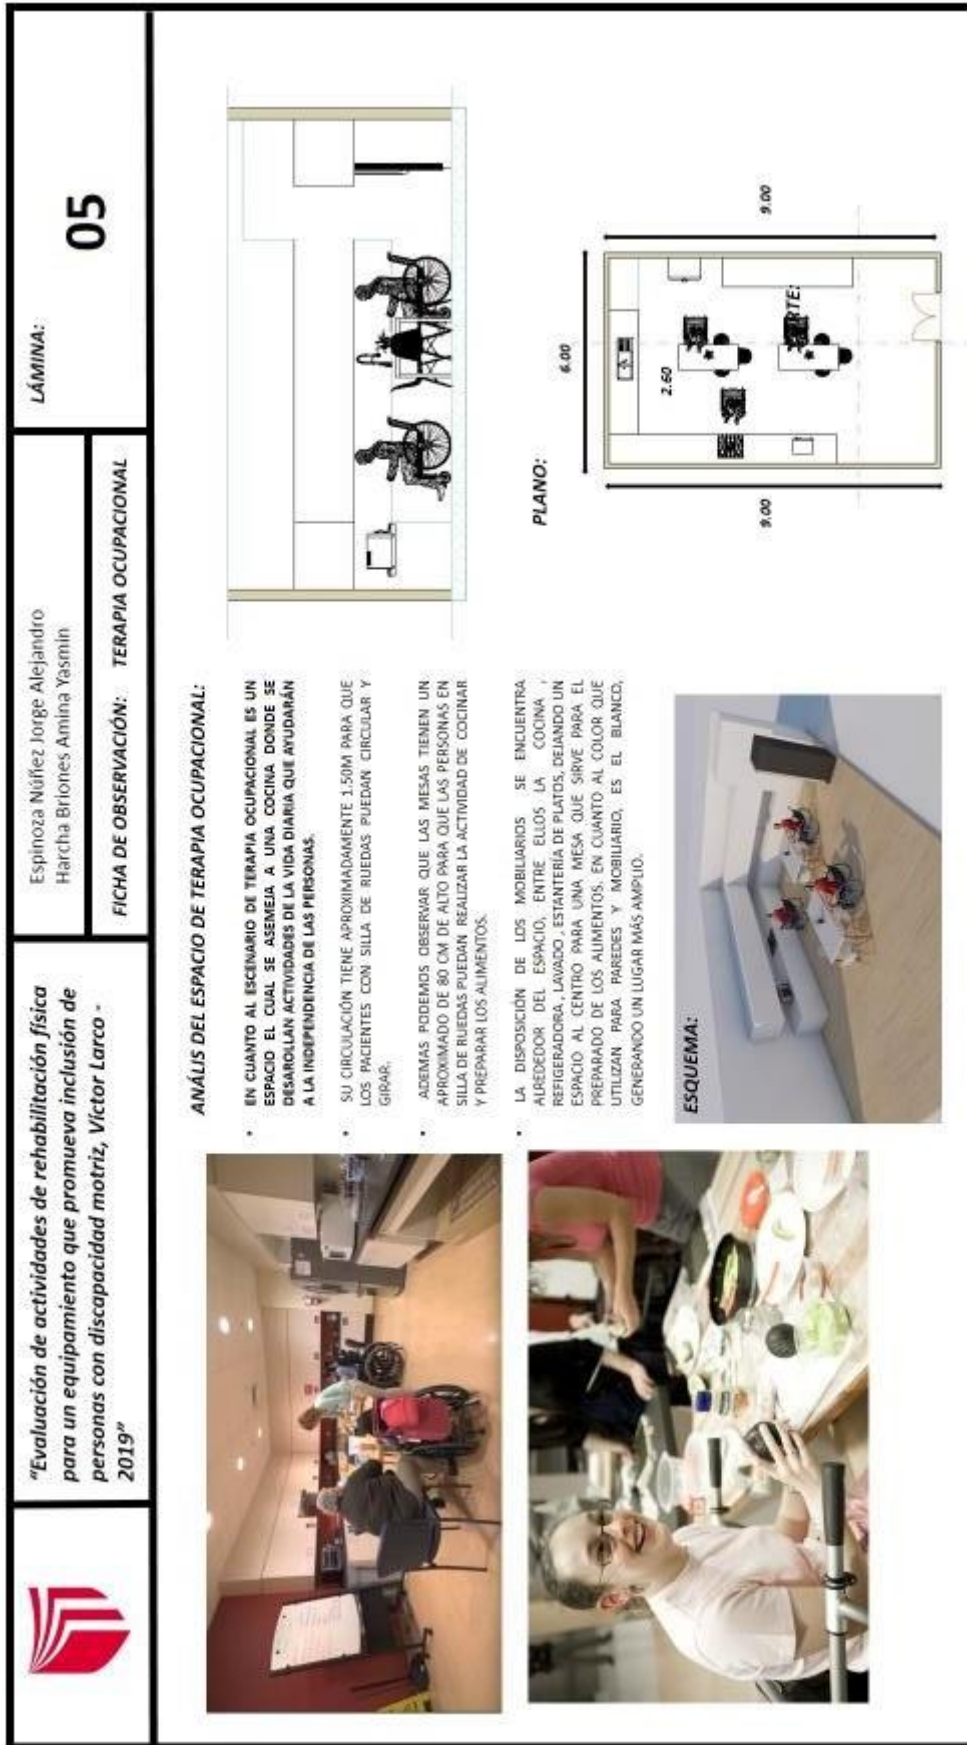 "Evaluación de actividades de rehabilitación física
para un equipamiento que promueva inclusión de
personas con discapacidad motriz, Víctor Larco -
2019"
Espinoza Núñez Jorge Alejandro
Harcha Briones Amina Yasmin
FICHA DE OBSERVACIÓN: TERAPIA OCUPACIONAL
LÁMINA:
05
ANÁLIS DEL ESPACIO DE TERAPIA OCUPACIONAL:
• EN CUANTO AL ESCENARIO DE TERAPIA OCUPACIONAL ES UN
ESPACIO EL CUAL SE ASEMEJA A UNA COCINA DONDE SE
DESAROLLAN ACTIVIDADES DE LA VIDA DIARIA QUE AYUDARÁN
A LA INDEPENDENCIA DE LAS PERSONAS.
• SU CIRCULACIÓN TIENE APROXIMADAMENTE 1.50M PARA QUE
LOS PACIENTES CON SILLA DE RUEDAS PUEDAN CIRCULAR Y
GIRAR.
• ADEMAS PODEMOS OBSERVAR QUE LAS MESAS TIENEN UN
APROXIMADO DE 80 CM DE ALTO PARA QUE LAS PERSONAS EN
SILLA DE RUEDAS PUEDAN REALIZAR LA ACTIVIDAD DE COCINAR
Y PREPARAR LOS ALIMENTOS.
• LA DISPOSICIÓN DE LOS MOBILIARIOS SE ENCUENTRA
ALREDEDOR DEL ESPACIO, ENTRE ELLOS LA COCINA ,
REFIGERADORA, LAVADO , ESTANTERÍA DE PLATOS, DEJANDO UN
ESPACIO AL CENTRO PARA UNA MESA QUE SIRVE PARA EL
PREPARADO DE LOS ALIMENTOS. EN CUANTO AL COLOR QUE
UTILIZAN PARA PAREDES Y MOBILIARIO, ES EL BLANCO,
GENERANDO UN LUGAR MÁS AMPLIO.
ESQUEMA:
PLANO:
6.00
9.00
9.00
2.60
RTE: